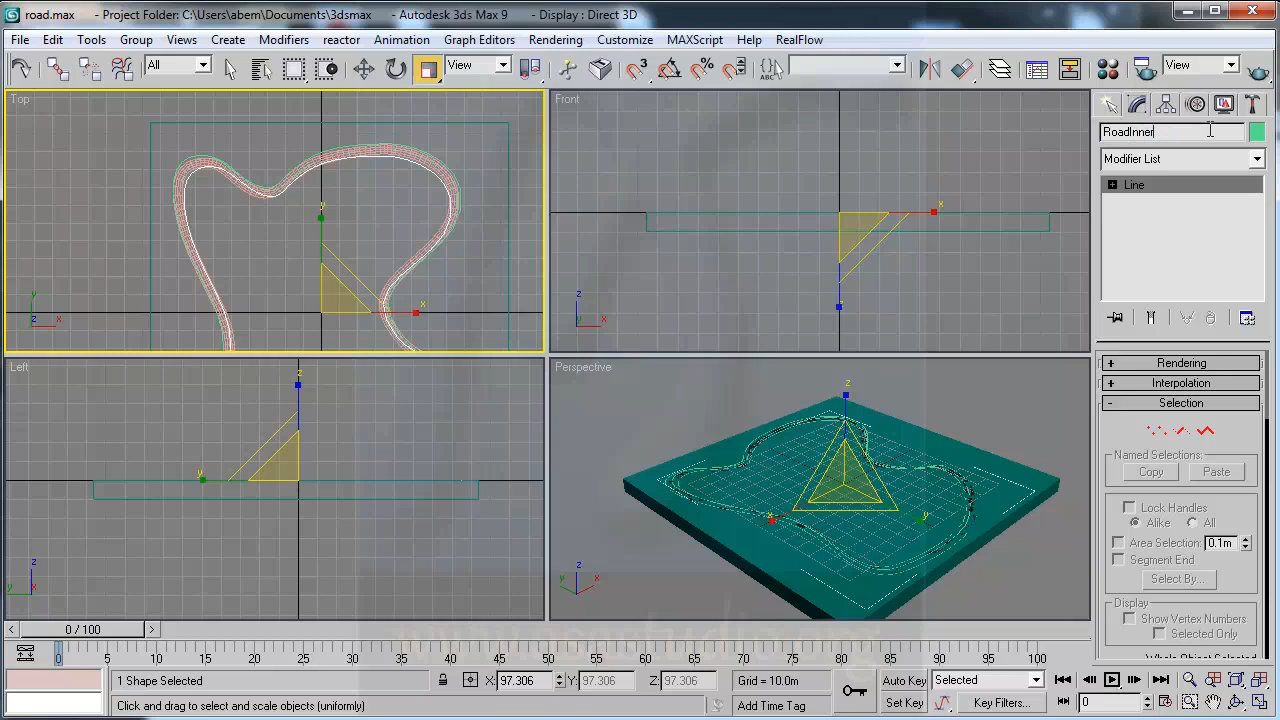 road.max - Project Folder: C:\Users\abem\Documents\3dsmax - Autodesk 3ds Max 9 - Display : Direct 3D
File Edit Tools Group Views Create Modifiers reactor Animation Graph Editors Rendering Customize MAXScript Help RealFlow
All View View
Top Front
RoadInner
Modifier List
Line
y
x
x
y
z x
z
x
Left Perspective
z
z
y
x
y
z
y x
z
y x
Rendering
Interpolation
Selection
Named Selections:
Copy Paste
Lock Handles
Alike All
Area Selection: 0.1m
Segment End
Select By...
Display
Show Vertex Numbers
Selected Only
0 / 100
0 5 10 15 20 25 30 35 40 45 50 55 60 65 70 75 80 85 90 95 100
1 Shape Selected X: 97.306 Y: 97.306 Z: 97.306 Grid = 10.0m Auto Key Selected
Click and drag to select and scale objects (uniformly) Add Time Tag Set Key Key Filters... 0